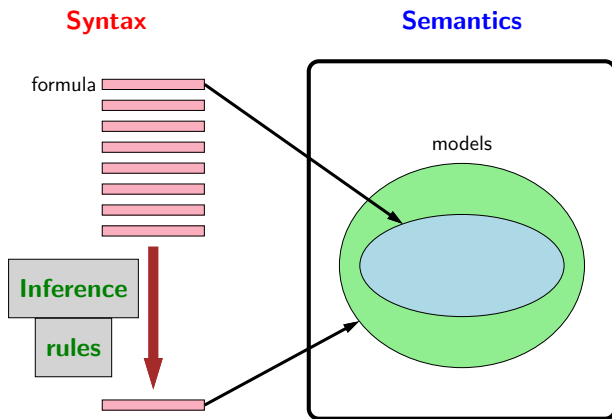 Syntax
Semantics
formula
models
Inference
rules